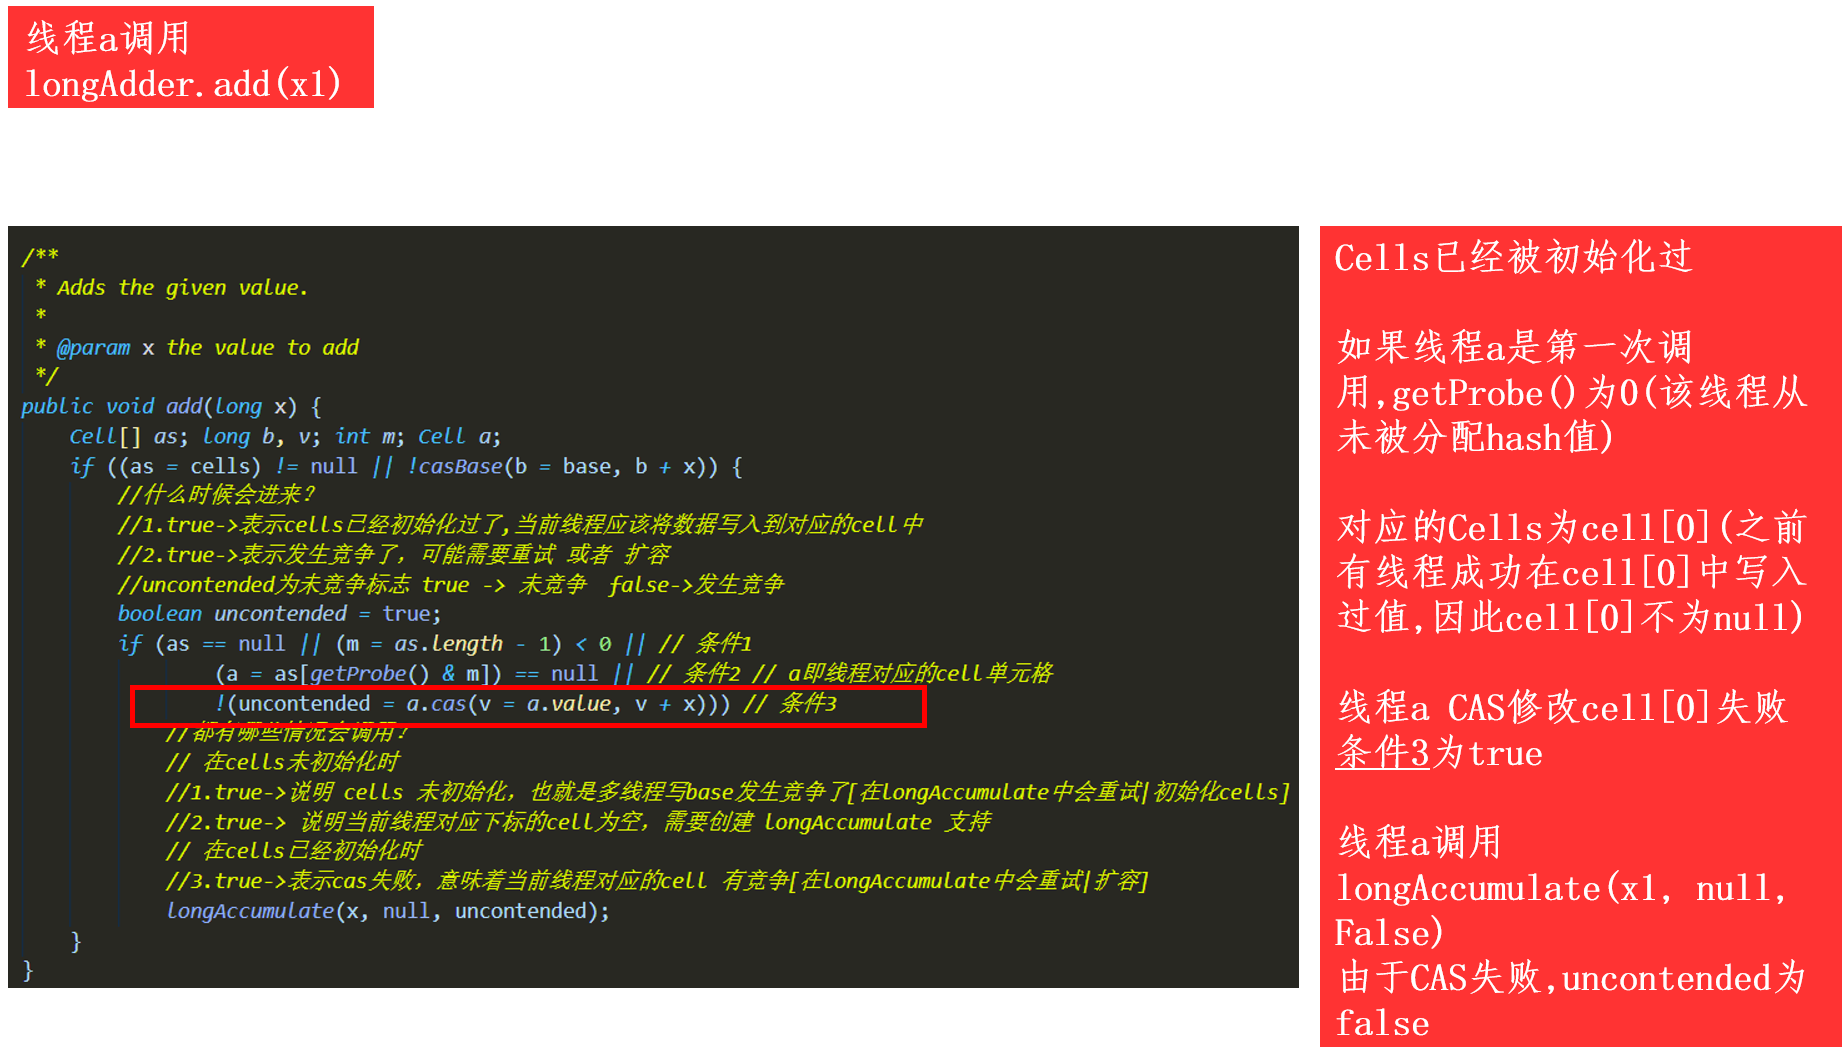 线程a调用
longAdder.add(x1)
/**
* Adds the given value.
*
* @param x the value to add
*/
public void add(long x) {
Cell[] as; long b, v; int m; Cell a;
if ((as = cells) != null || !casBase(b = base, b + x)) {
//什么时候会进来?
//1.true->表示cells已经初始化过了,当前线程应该将数据写入到对应的cell中
//2.true->表示发生竞争了，可能需要重试 或者 扩容
//uncontended为未竞争标志 true -> 未竞争  false->发生竞争
boolean uncontended = true;
if (as == null || (m = as.length - 1) < 0 || // 条件1
(a = as[getProbe() & m]) == null || // 条件2 // a即线程对应的cell单元格
!(uncontended = a.cas(v = a.value, v + x))) // 条件3
//都有哪些情况会调用?
// 在cells未初始化时
//1.true->说明 cells 未初始化，也就是多线程写base发生竞争了[在longAccumulate中会重试|初始化cells]
//2.true-> 说明当前线程对应下标的cell为空，需要创建 longAccumulate 支持
// 在cells已经初始化时
//3.true->表示cas失败，意味着当前线程对应的cell 有竞争[在longAccumulate中会重试|扩容]
longAccumulate(x, null, uncontended);
}
}
Cells已经被初始化过
如果线程a是第一次调
用,getProbe()为0(该线程从
未被分配hash值)
对应的Cells为cell[0](之前
有线程成功在cell[0]中写入
过值,因此cell[0]不为null)
线程a CAS修改cell[0]失败
条件3为true
线程a调用
longAccumulate(x1, null,
False)
由于CAS失败,uncontended为
false